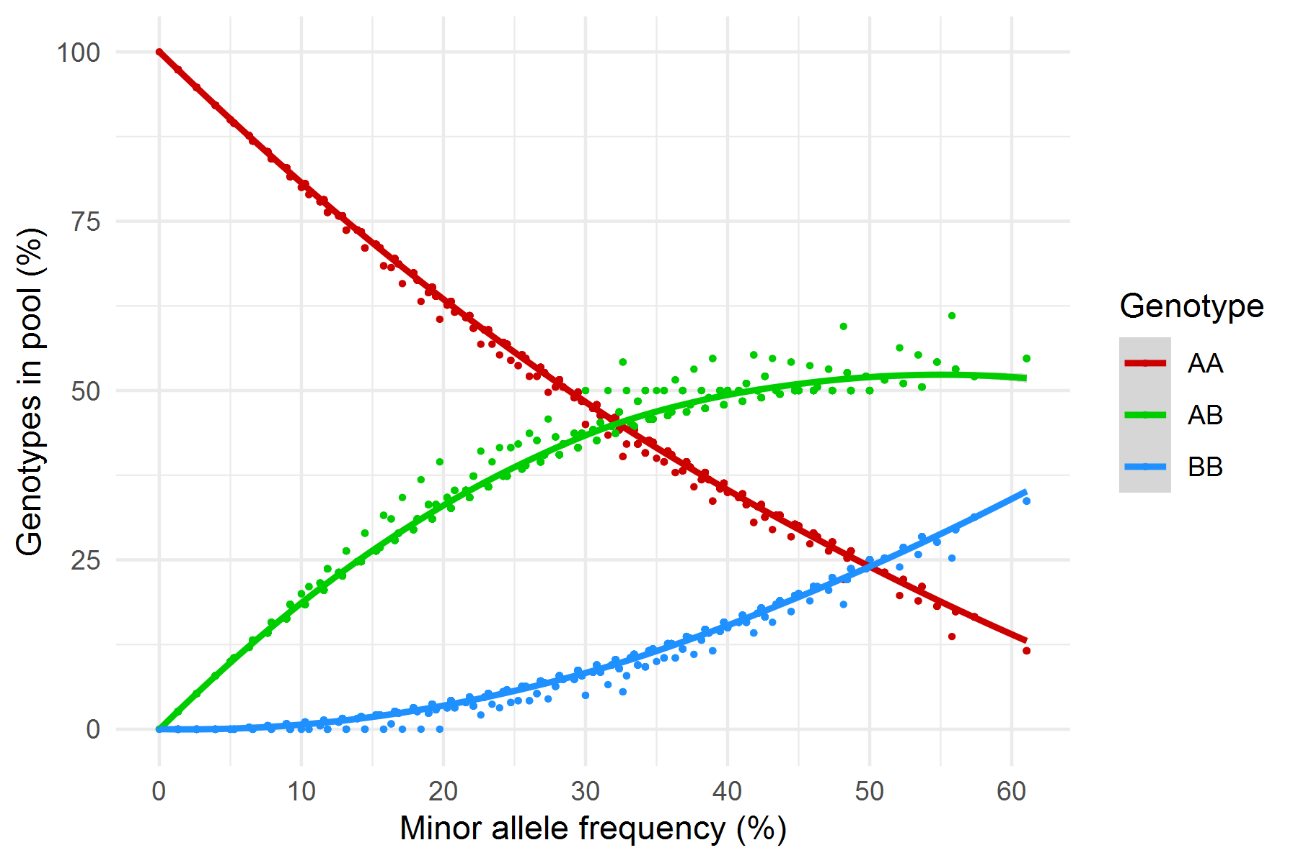 Genotypes in pool (%)
100
75
50
25
0
0 10 20 30 40 50 60
Minor allele frequency (%)
Genotype
AA
AB
BB